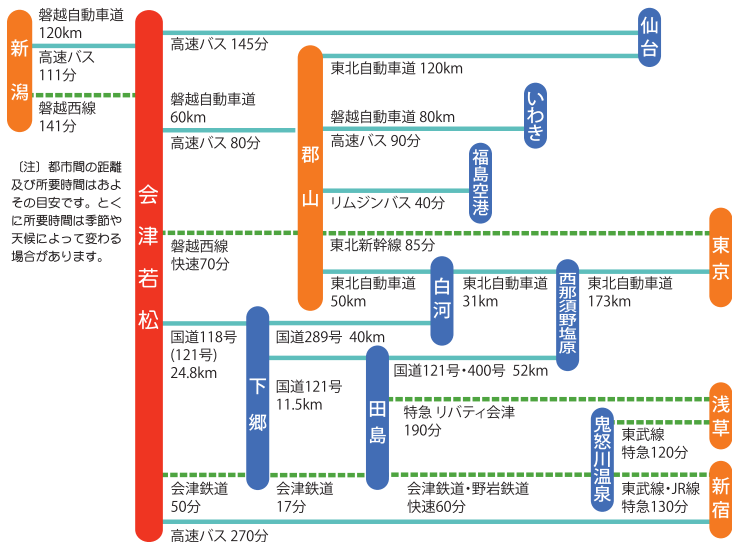 新潟
磐越自動車道
120km
高速バス
111分
磐越西線
141分
〔注〕都市間の距離
及び所要時間はおよ
その目安です。とく
に所要時間は季節や
天候によって変わる
場合があります。
会津若松
高速バス 145分
仙台
東北自動車道 120km
磐越自動車道
60km
高速バス 80分
郡山
磐越自動車道 80km
高速バス 90分
いわき
リムジンバス 40分
福島空港
磐越西線
快速70分
東北新幹線 85分
東京
東北自動車道
50km
白河
東北自動車道
31km
西那須野塩原
東北自動車道
173km
国道118号
(121号)
24.8km
下郷
国道289号 40km
国道121号
11.5km
田島
国道121号・400号 52km
特急 リバティ会津
190分
浅草
鬼怒川温泉
東武線
特急120分
会津鉄道
50分
会津鉄道
17分
会津鉄道・野岩鉄道
快速60分
東武線・JR線
特急130分
新宿
高速バス 270分